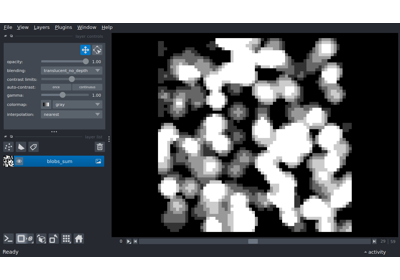 File View Layers Plugins Window Help
opacity: 1.00
blending: translucent_no_depth
contrast limits:
auto-contrast: once continuous
gamma: 1.00
colormap: gray
interpolation: nearest
blobs_sum
Ready
activity